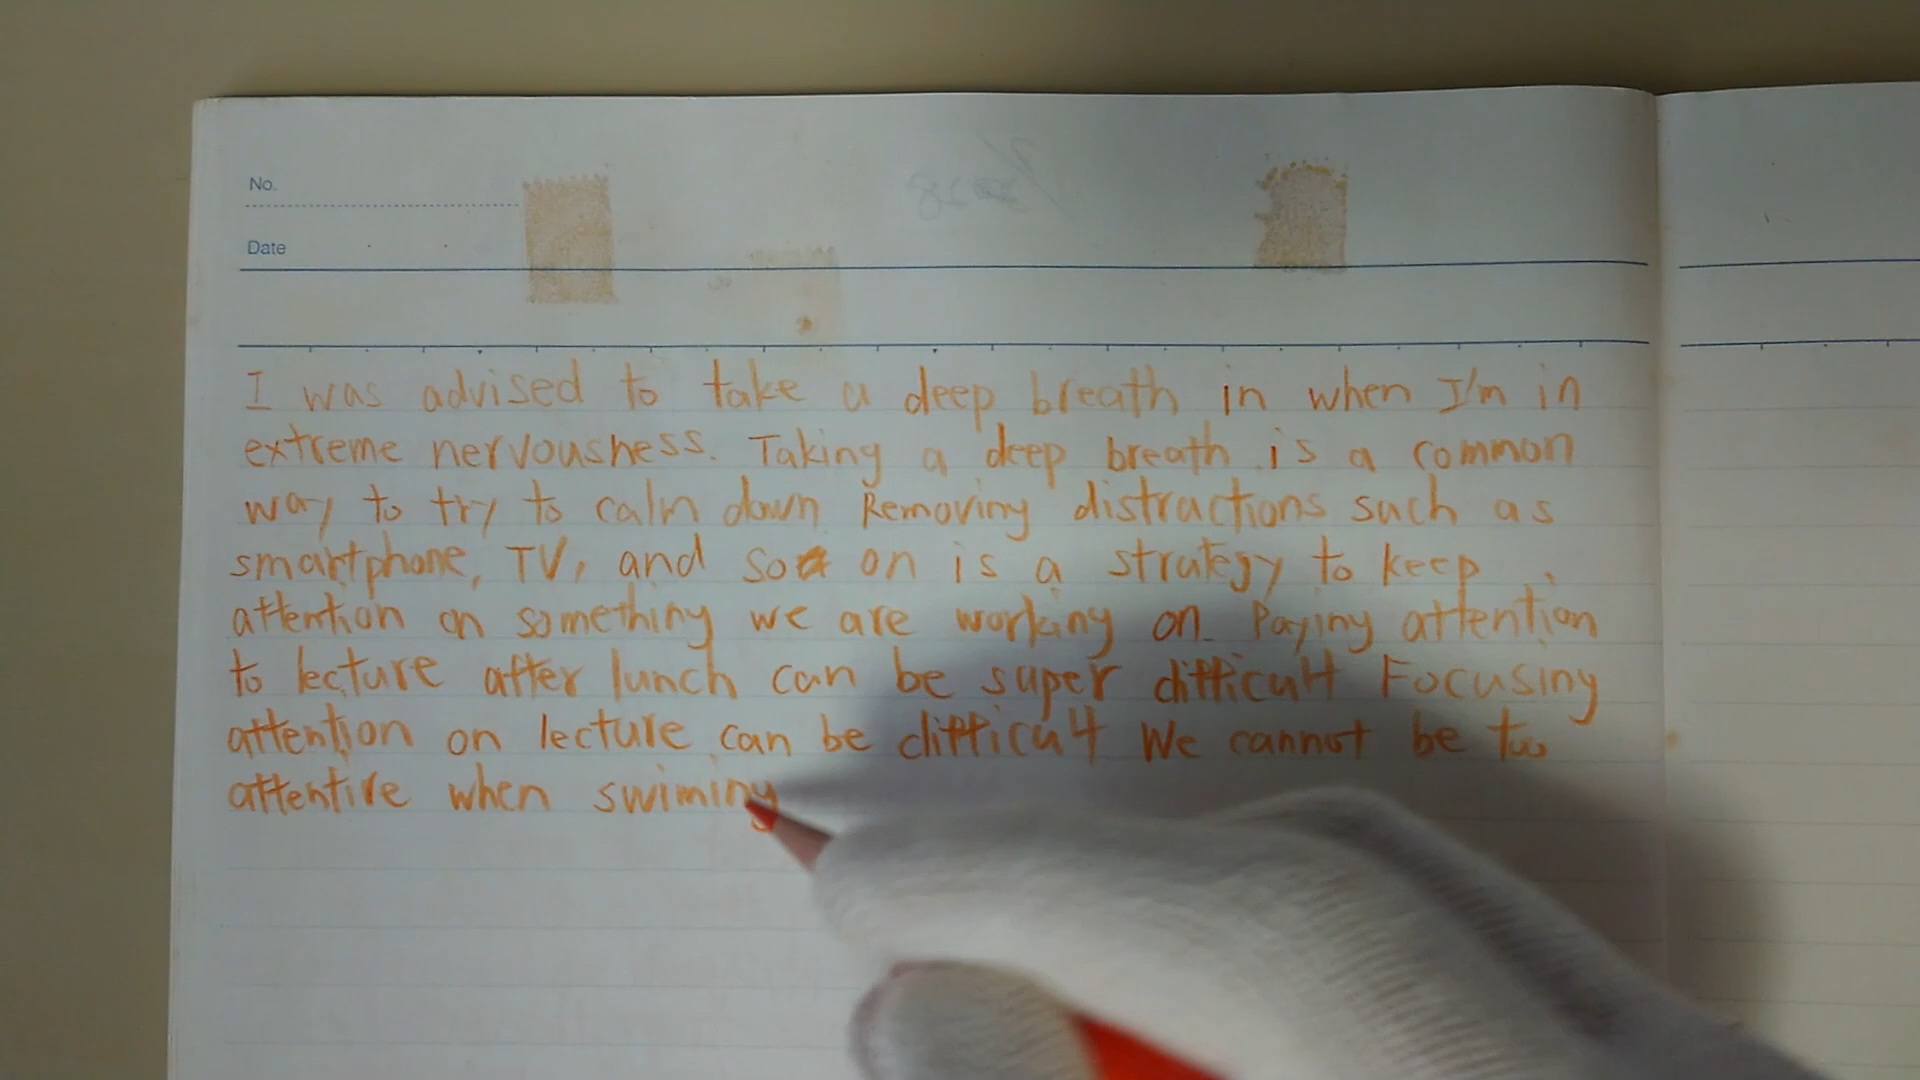 No.
Date
I was advised to take a deep breath in when I'm in
extreme nervousness. Taking a deep breath is a common
way to try to calm down. Removing distractions such as
smartphone, TV, and so on is a strategy to keep
attention on something we are working on. Paying attention
to lecture after lunch can be super difficult Focusing
attention on lecture can be difficult We cannot be too
attentive when swiming